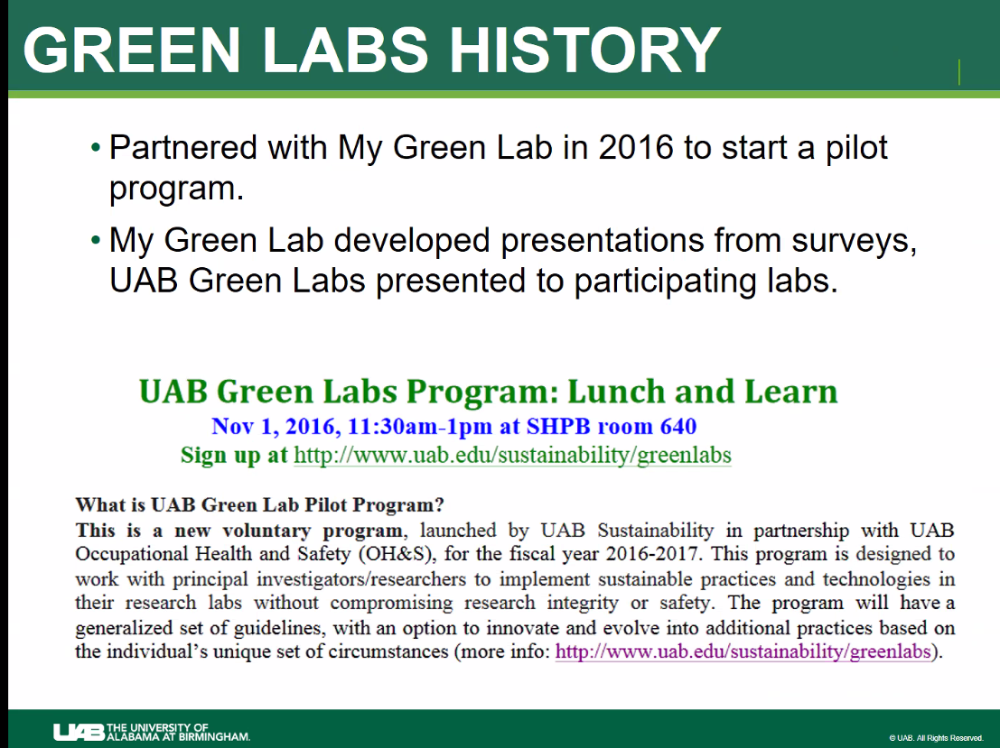 GREEN LABS HISTORY
• Partnered with My Green Lab in 2016 to start a pilot
program.
• My Green Lab developed presentations from surveys,
UAB Green Labs presented to participating labs.
UAB Green Labs Program: Lunch and Learn
Nov 1, 2016, 11:30am-1pm at SHPB room 640
Sign up at http://www.uab.edu/sustainability/greenlabs
What is UAB Green Lab Pilot Program?
This is a new voluntary program, launched by UAB Sustainability in partnership with UAB
Occupational Health and Safety (OH&S), for the fiscal year 2016-2017. This program is designed to
work with principal investigators/researchers to implement sustainable practices and technologies in
their research labs without compromising research integrity or safety. The program will have a
generalized set of guidelines, with an option to innovate and evolve into additional practices based on
the individual's unique set of circumstances (more info: http://www.uab.edu/sustainability/greenlabs).
UAB THE UNIVERSITY OF
ALABAMA AT BIRMINGHAM.
© UAB. All Rights Reserved.